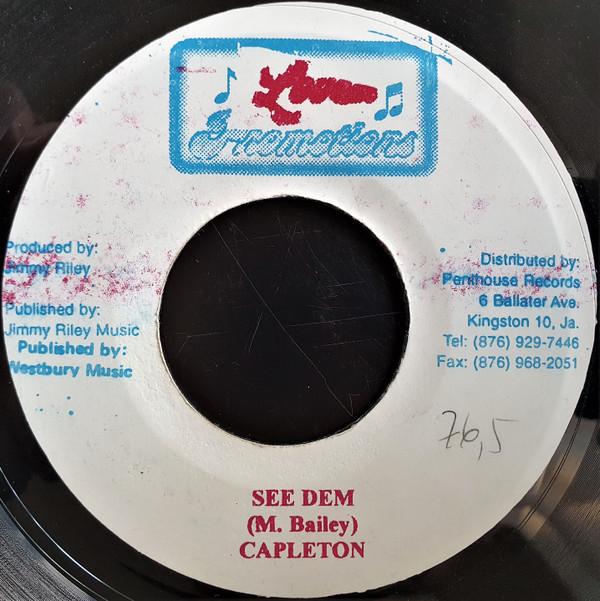 Love
Promotions
Produced by:
Jimmy Riley
Published by:
Jimmy Riley Music
Published by:
Westbury Music
Distributed by:
Penthouse Records
6 Ballater Ave.
Kingston 10, Ja.
Tel: (876) 929-7446
Fax: (876) 968-2051
76,5
SEE DEM
(M. Bailey)
CAPLETON